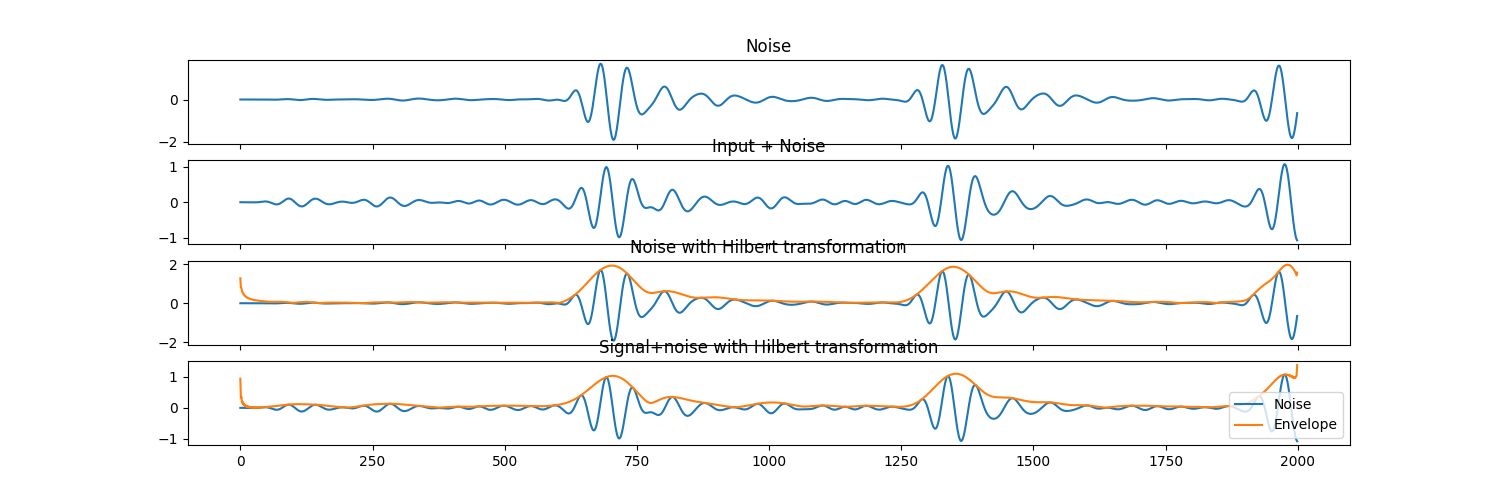 Noise
0
−2
Input + Noise
1
0
−1
Noise with Hilbert transformation
2
0
−2
Signal+noise with Hilbert transformation
1
0
−1
Noise
Envelope
0 250 500 750 1000 1250 1500 1750 2000